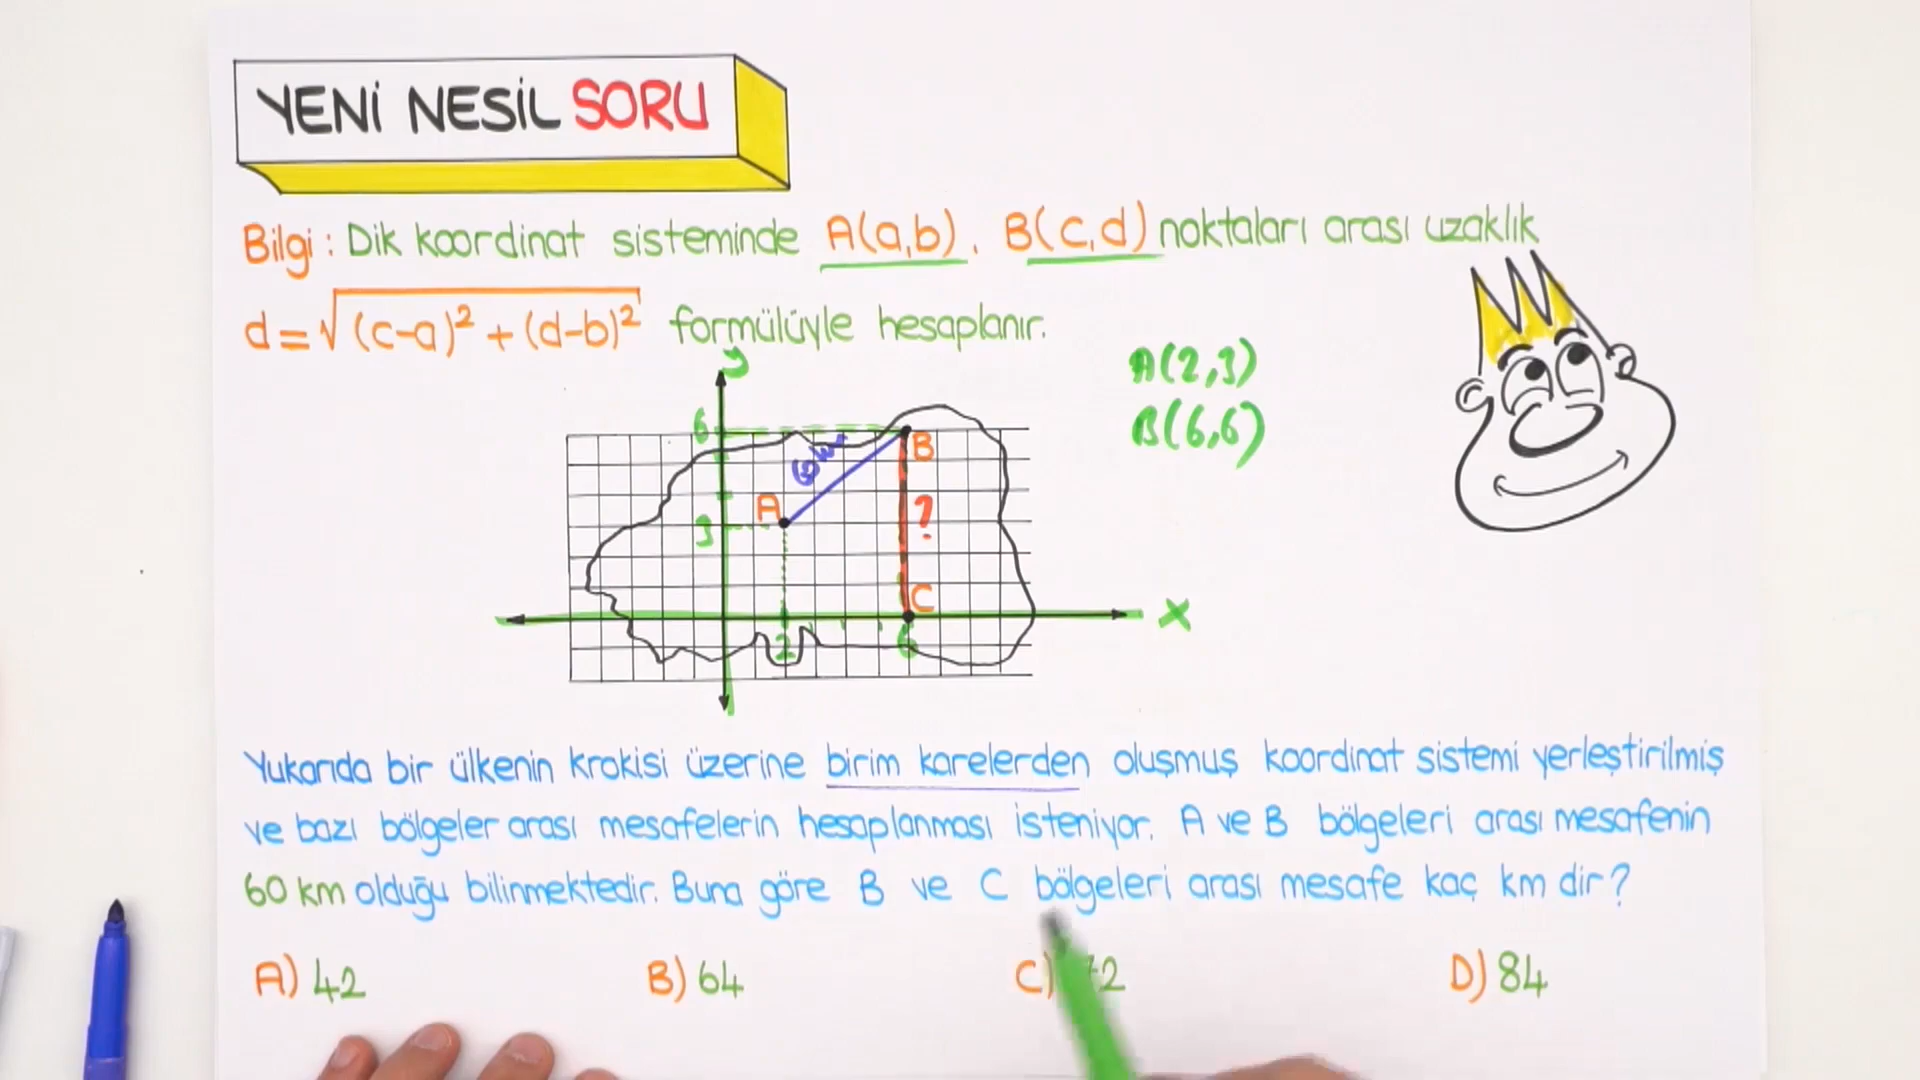 YENİ NESİL SORU
Bilgi: Dik koordinat sisteminde A(a,b), B(c,d) noktaları arası uzaklık
d=√(c-a)²+(d-b)² formülüyle hesaplanır.
y
A(2,3)
B(6,6)
6
60 km
B
A
?
3
C
x
2
6
Yukarıda bir ülkenin krokisi üzerine birim karelerden oluşmuş koordinat sistemi yerleştirilmiş
ve bazı bölgeler arası mesafelerin hesaplanması isteniyor. A ve B bölgeleri arası mesafenin
60 km olduğu bilinmektedir. Buna göre B ve C bölgeleri arası mesafe kaç km dir?
A) 42 B) 64 C) D) 84